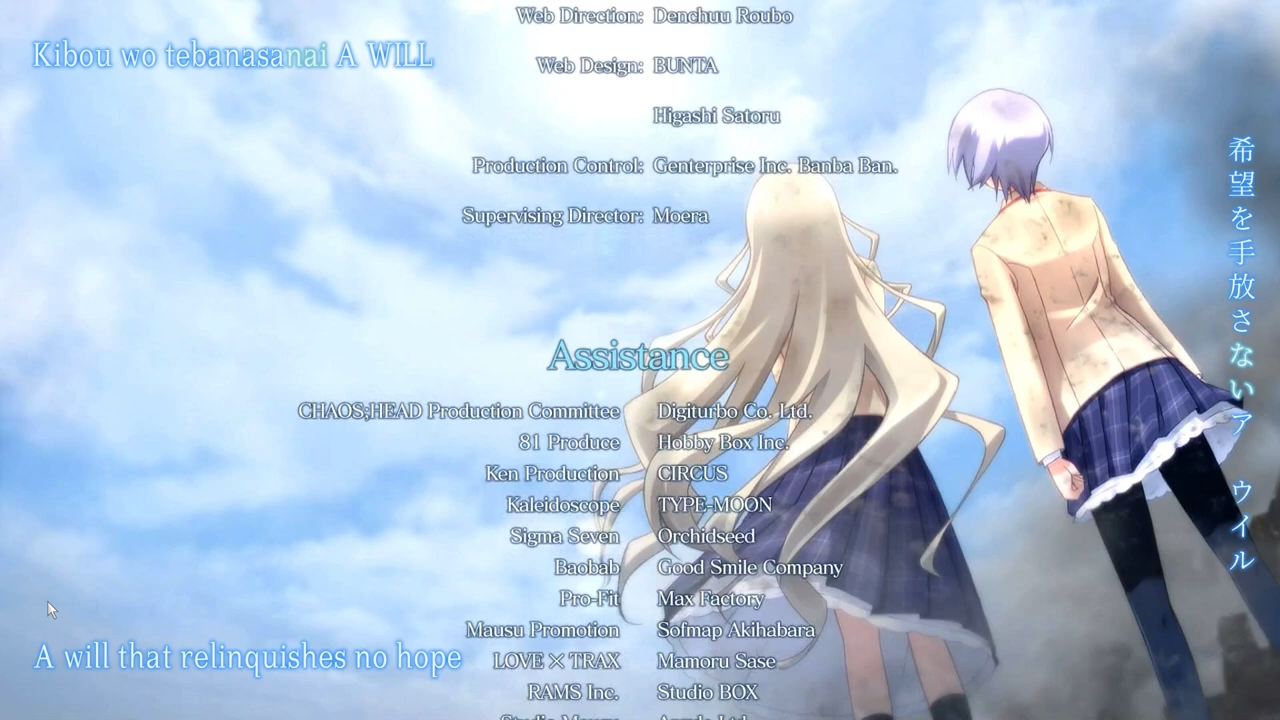 Web Direction: Denchuu Roubo
Kibou wo tebanasanai A WILL
Web Design: BUNTA
Higashi Satoru
Production Control: Genterprise Inc. Banba Ban.
Supervising Director: Moera
希望を手放さないア ウイル
Assistance
CHAOS;HEAD Production Committee Digiturbo Co. Ltd.
81 Produce Hobby Box Inc.
Ken Production CIRCUS
Kaleidoscope TYPE-MOON
Sigma Seven Orchidseed
Baobab Good Smile Company
Pro-Fit Max Factory
Mausu Promotion Sofmap Akihabara
A will that relinquishes no hope
LOVE × TRAX Mamoru Sase
RAMS Inc. Studio BOX